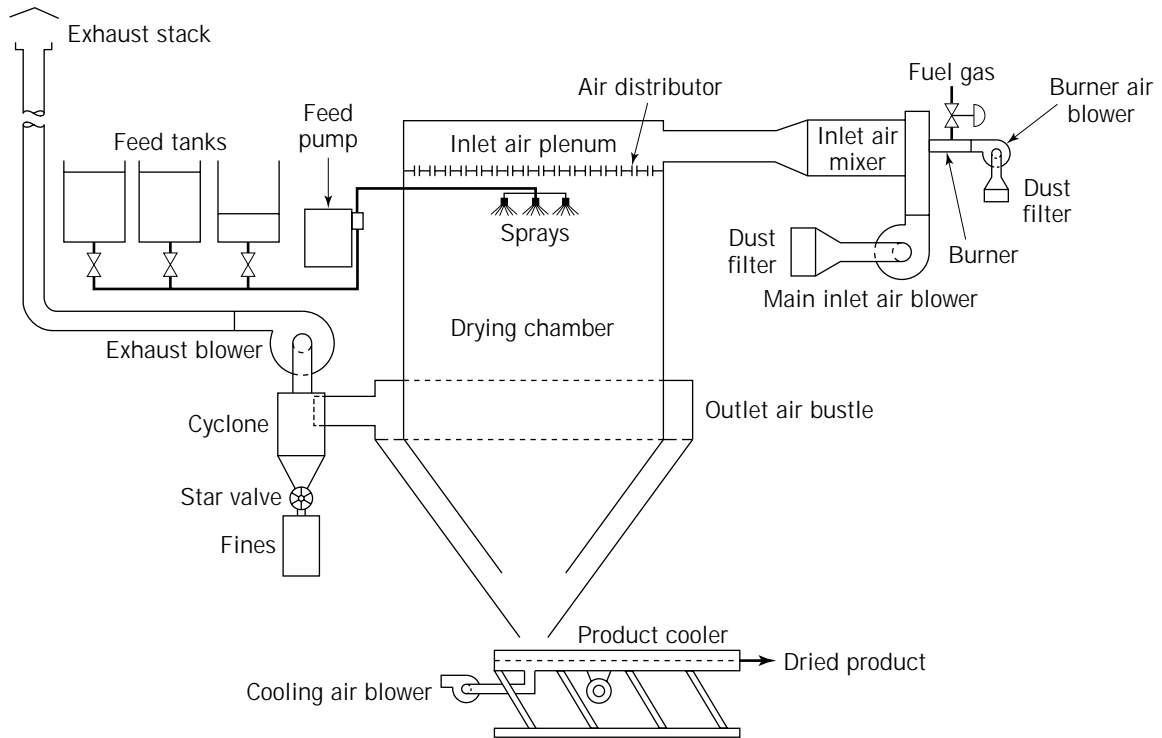 Exhaust stack
Feed tanks
Feed
pump
Air distributor
Inlet air plenum
Sprays
Inlet air
mixer
Fuel gas
Burner air
blower
Dust
filter
Dust
filter
Burner
Main inlet air blower
Exhaust blower
Drying chamber
Outlet air bustle
Cyclone
Star valve
Fines
Product cooler
Dried product
Cooling air blower